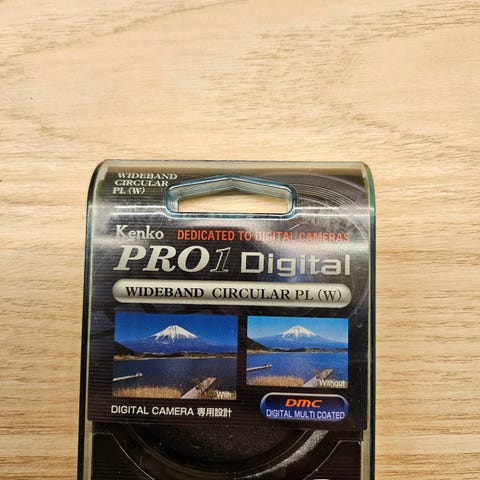 WIDEBAND
CIRCULAR
PL (W)
Kenko
DEDICATED TO DIGITAL CAMERAS
PRO1 Digital
WIDEBAND CIRCULAR PL (W)
With
Without
DIGITAL CAMERA 専用設計
DMC
DIGITAL MULTI COATED